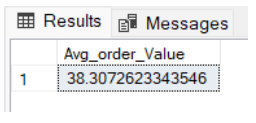 Results Messages
Avg_order_Value
1 38.3072623343546